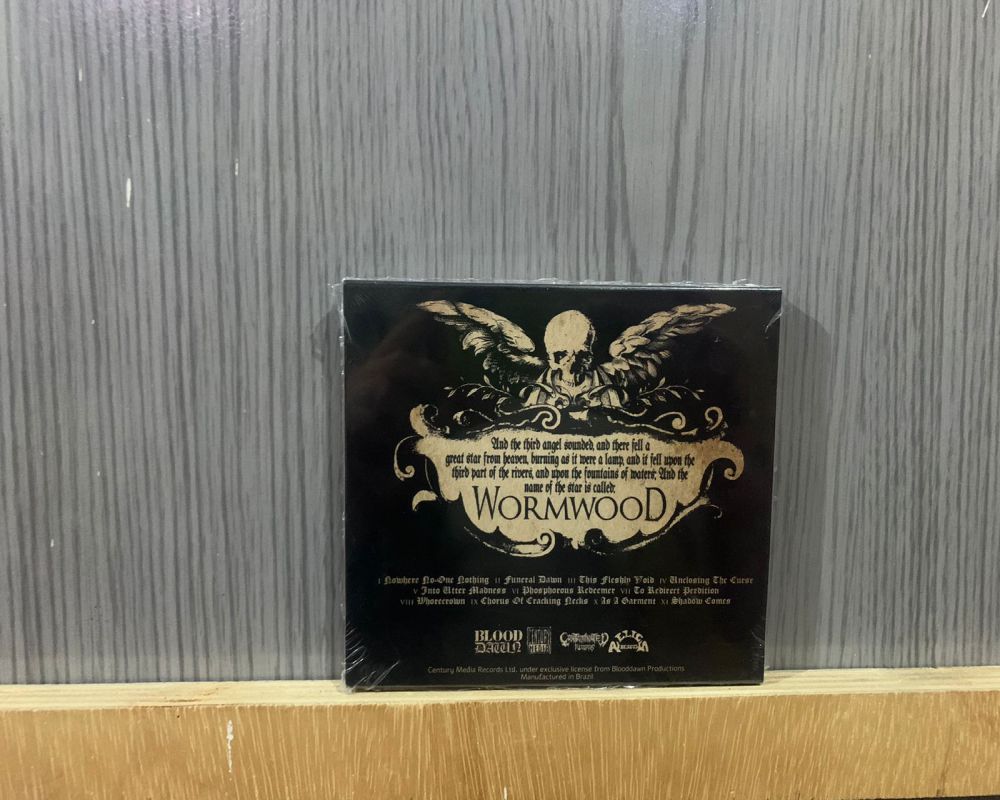 And the third angel sounded, and there fell a
great star from heaven, burning as it were a lamp, and it fell upon the
third part of the rivers, and upon the fountains of waters; And the
name of the star is called:
WORMWOOD
I Nowhere No-One Nothing II Funeral Dawn III This Fleshly Void IV Unclosing The Curse
V Into Utter Madness VI Phosphorous Redeemer VII To Redirect Perdition
VIII Whorecrown IX Chorus Of Cracking Necks X As A Garment XI Shadow Comes
BLOOD DAWN CENTURY MEDIA
Century Media Records Ltd. under exclusive license from Blooddawn Productions
Manufactured in Brazil